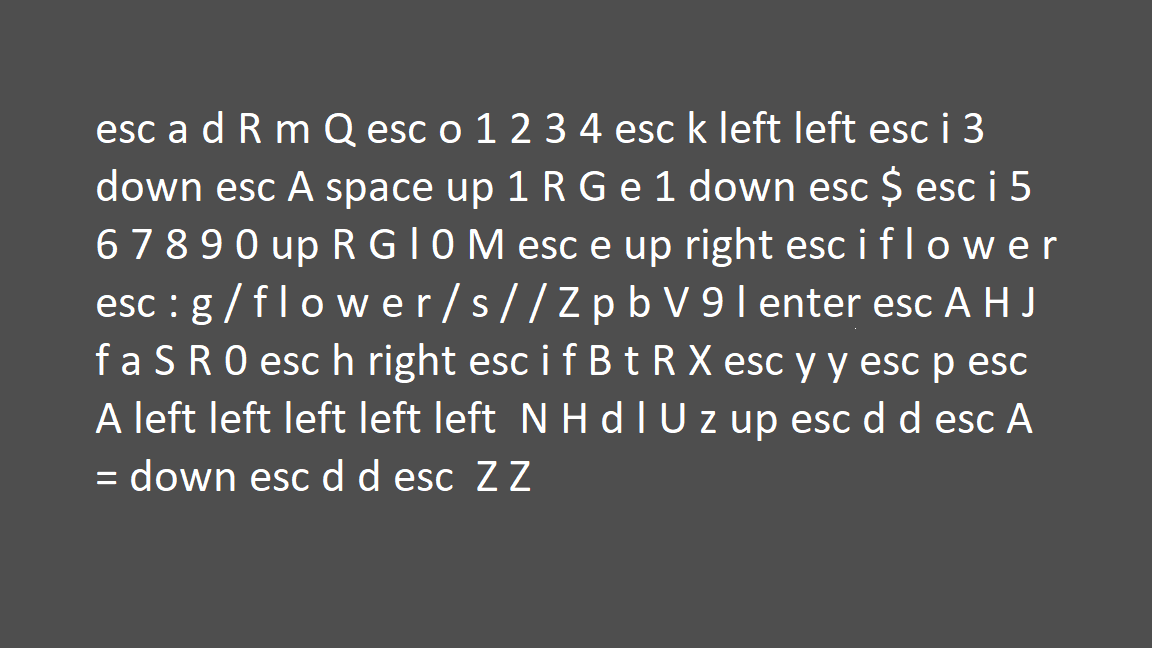 esc a d R m Q esc o 1 2 3 4 esc k left left esc i 3
down esc A space up 1 R G e 1 down esc $ esc i 5
6 7 8 9 0 up R G l 0 M esc e up right esc i f l o w e r
esc : g / f l o w e r / s / / Z p b V 9 l enter esc A H J
f a S R 0 esc h right esc i f B t R X esc y y esc p esc
A left left left left left N H d l U z up esc d d esc A
= down esc d d esc Z Z